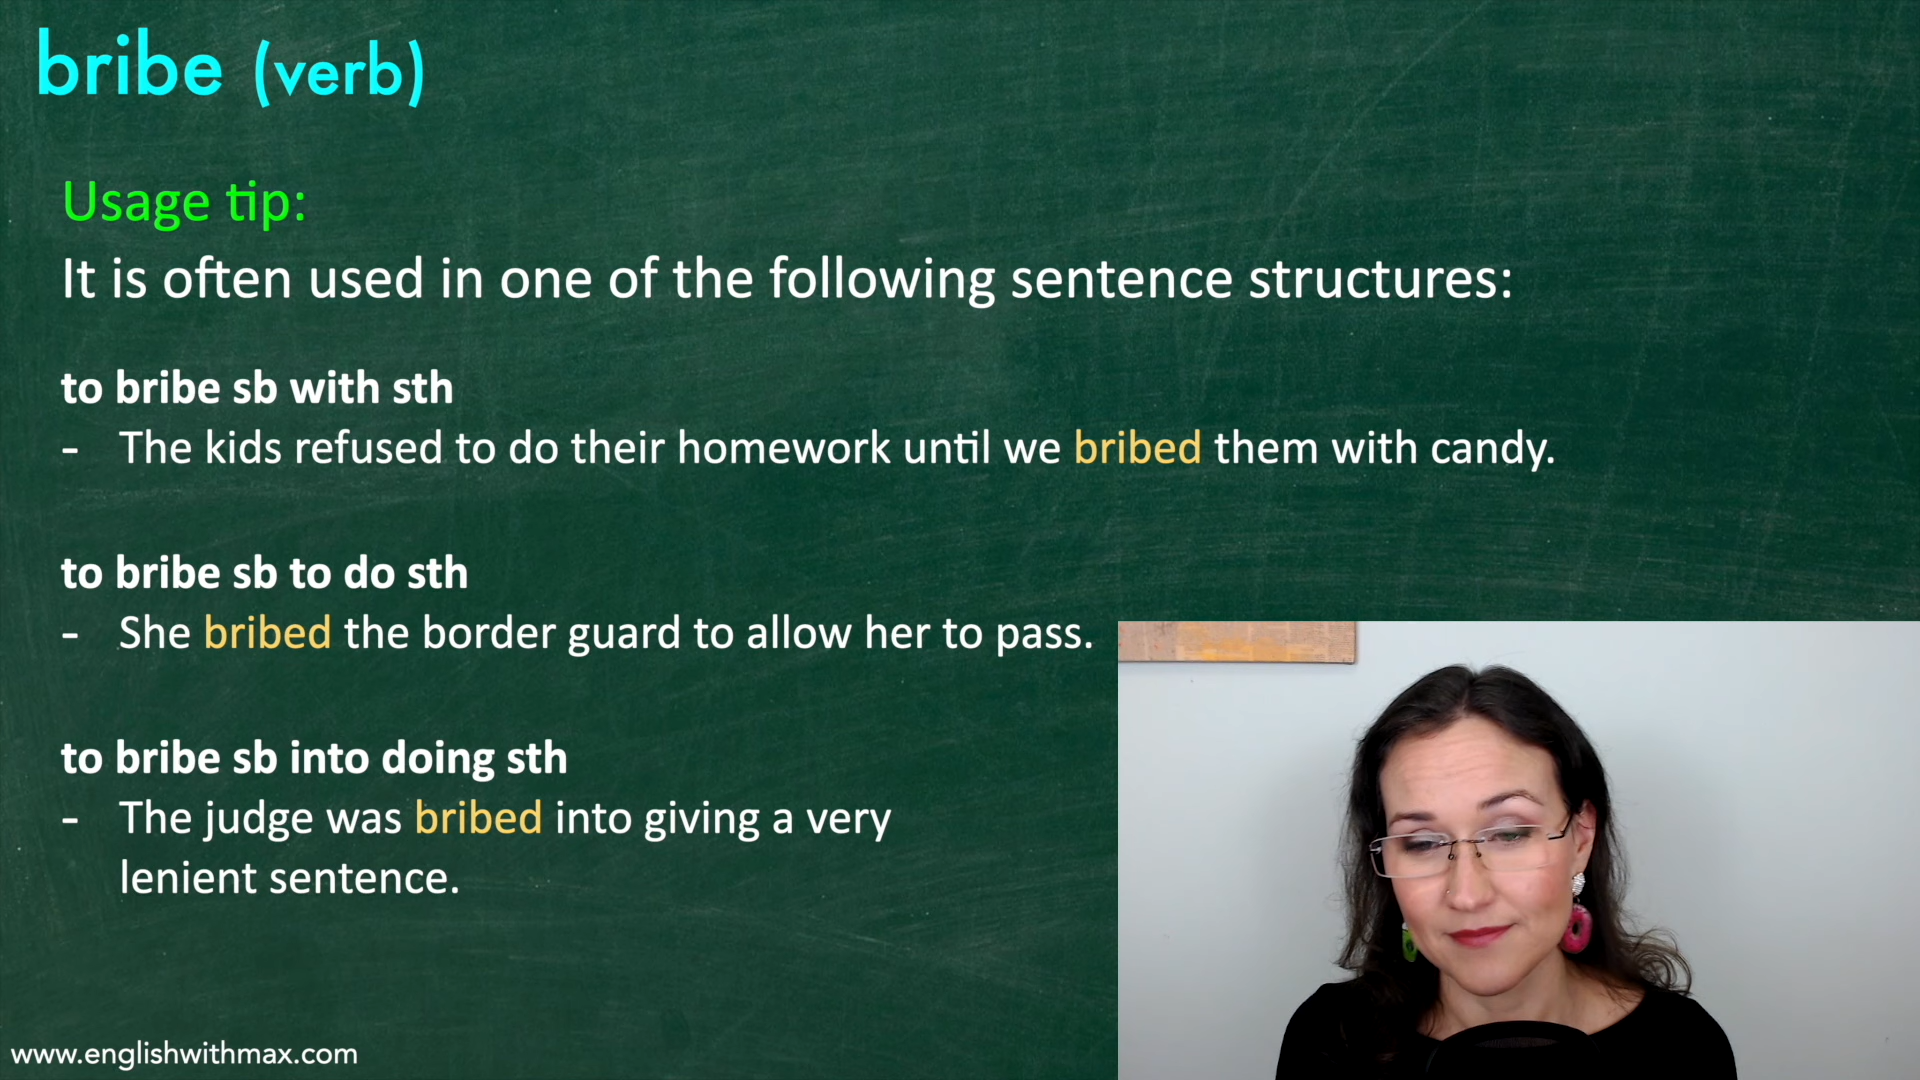 bribe (verb)
Usage tip:
It is often used in one of the following sentence structures:
to bribe sb with sth
- The kids refused to do their homework until we bribed them with candy.
to bribe sb to do sth
- She bribed the border guard to allow her to pass.
to bribe sb into doing sth
- The judge was bribed into giving a very
lenient sentence.
www.englishwithmax.com